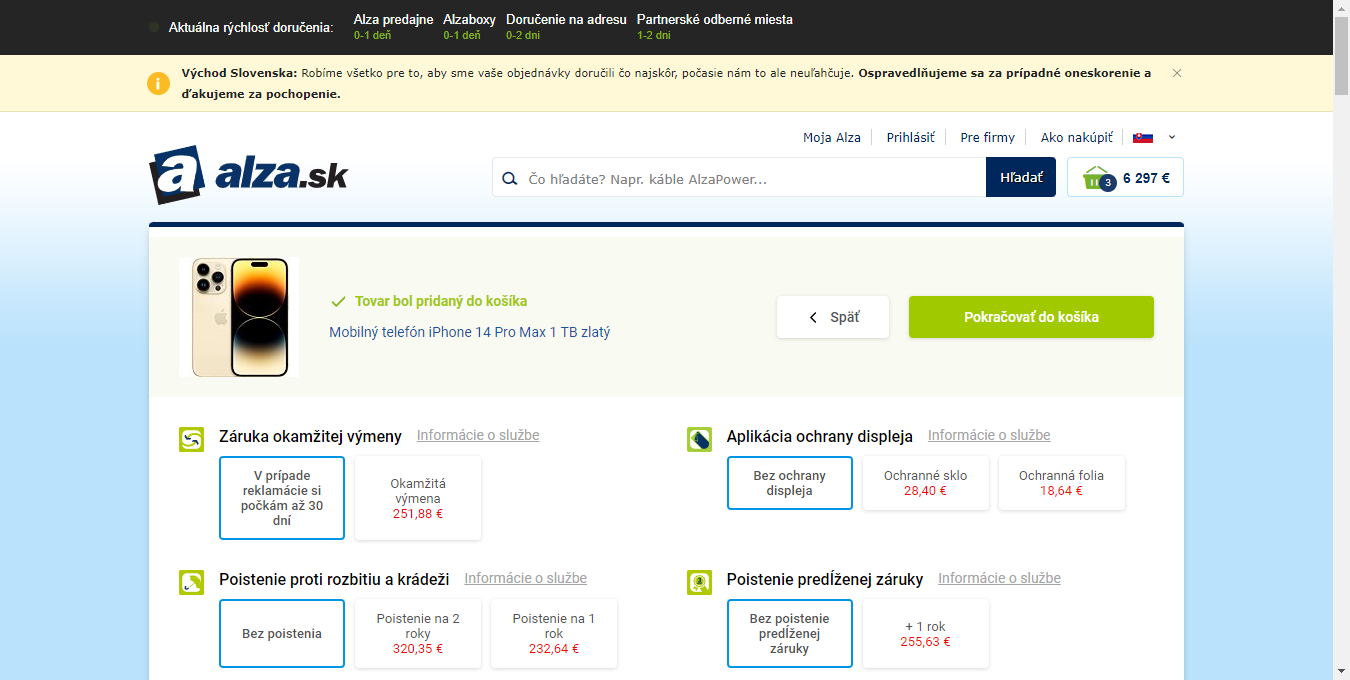 Aktuálna rýchlosť doručenia:
Alza predajne Alzaboxy Doručenie na adresu Partnerské odberné miesta
0-1 deň 0-1 deň 0-2 dni 1-2 dni
Východ Slovenska: Robíme všetko pre to, aby sme vaše objednávky doručili čo najskôr, počasie nám to ale neuľahčuje. Ospravedlňujeme sa za prípadné oneskorenie a
ďakujeme za pochopenie.
Moja Alza Prihlásiť Pre firmy Ako nakúpiť
alza.sk
Čo hľadáte? Napr. káble AlzaPower...
Hľadať
3 6 297 €
Tovar bol pridaný do košíka
Mobilný telefón iPhone 14 Pro Max 1 TB zlatý
Späť
Pokračovať do košíka
Záruka okamžitej výmeny Informácie o službe
V prípade
reklamácie si
počkám až 30
dní
Okamžitá
výmena
251,88 €
Aplikácia ochrany displeja Informácie o službe
Bez ochrany
displeja
Ochranné sklo
28,40 €
Ochranná folia
18,64 €
Poistenie proti rozbitiu a krádeži Informácie o službe
Bez poistenia
Poistenie na 2
roky
320,35 €
Poistenie na 1
rok
232,64 €
Poistenie predĺženej záruky Informácie o službe
Bez poistenie
predĺženej
záruky
+ 1 rok
255,63 €